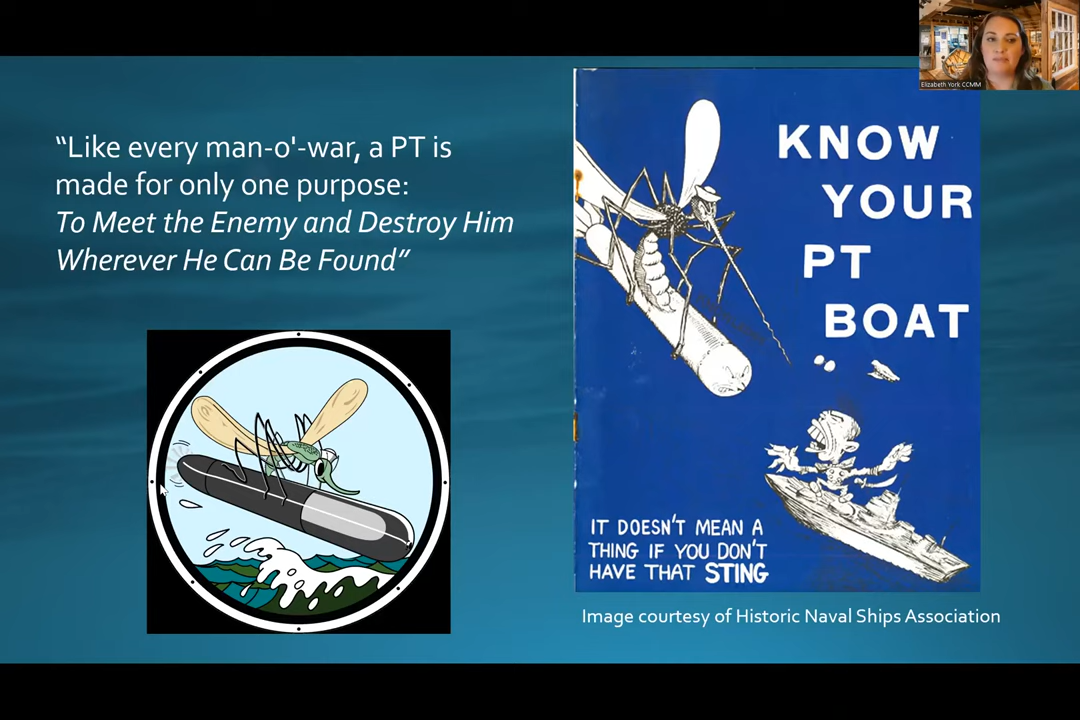 Elizabeth York CCMM
“Like every man-o'-war, a PT is
made for only one purpose:
To Meet the Enemy and Destroy Him
Wherever He Can Be Found”
KNOW
YOUR
PT
BOAT
IT DOESN'T MEAN A
THING IF YOU DON'T
HAVE THAT STING
Image courtesy of Historic Naval Ships Association